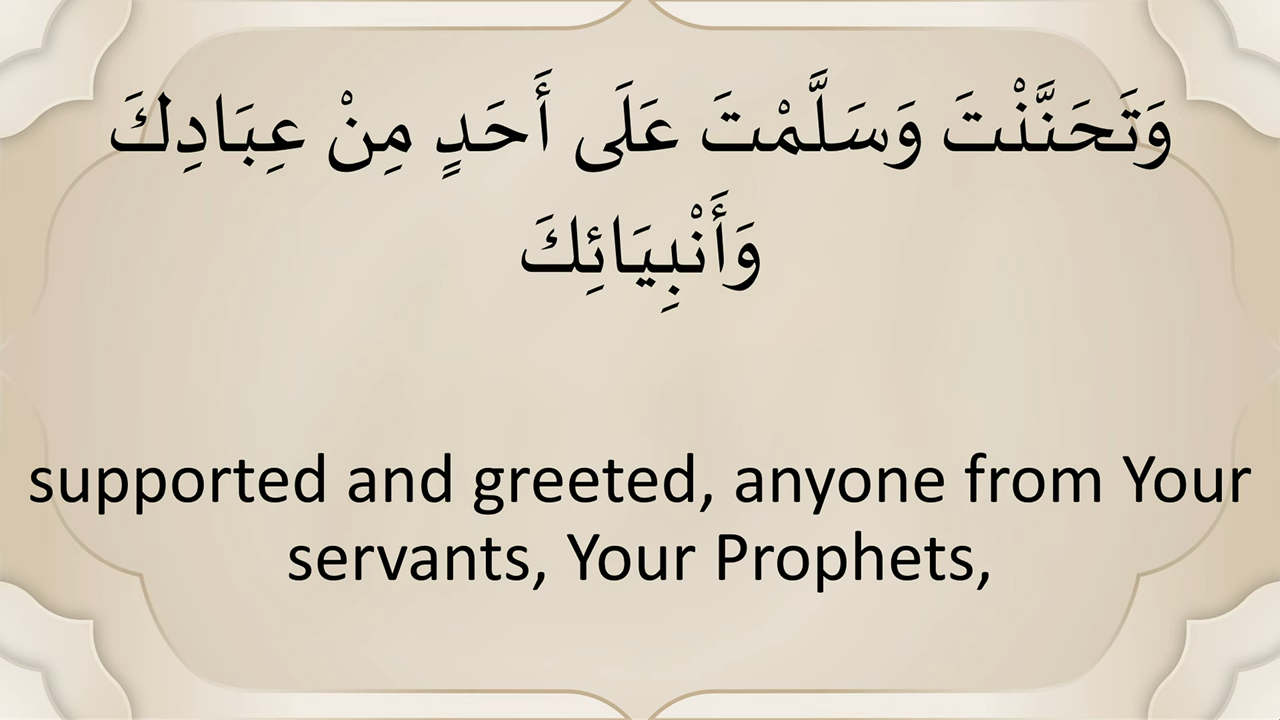 وَتَحَنَّنْتَ وَسَلَّمْتَ عَلَى أَحَدٍ مِنْ عِبَادِكَ
وَأَنْبِيَائِكَ
supported and greeted, anyone from Your
servants, Your Prophets,